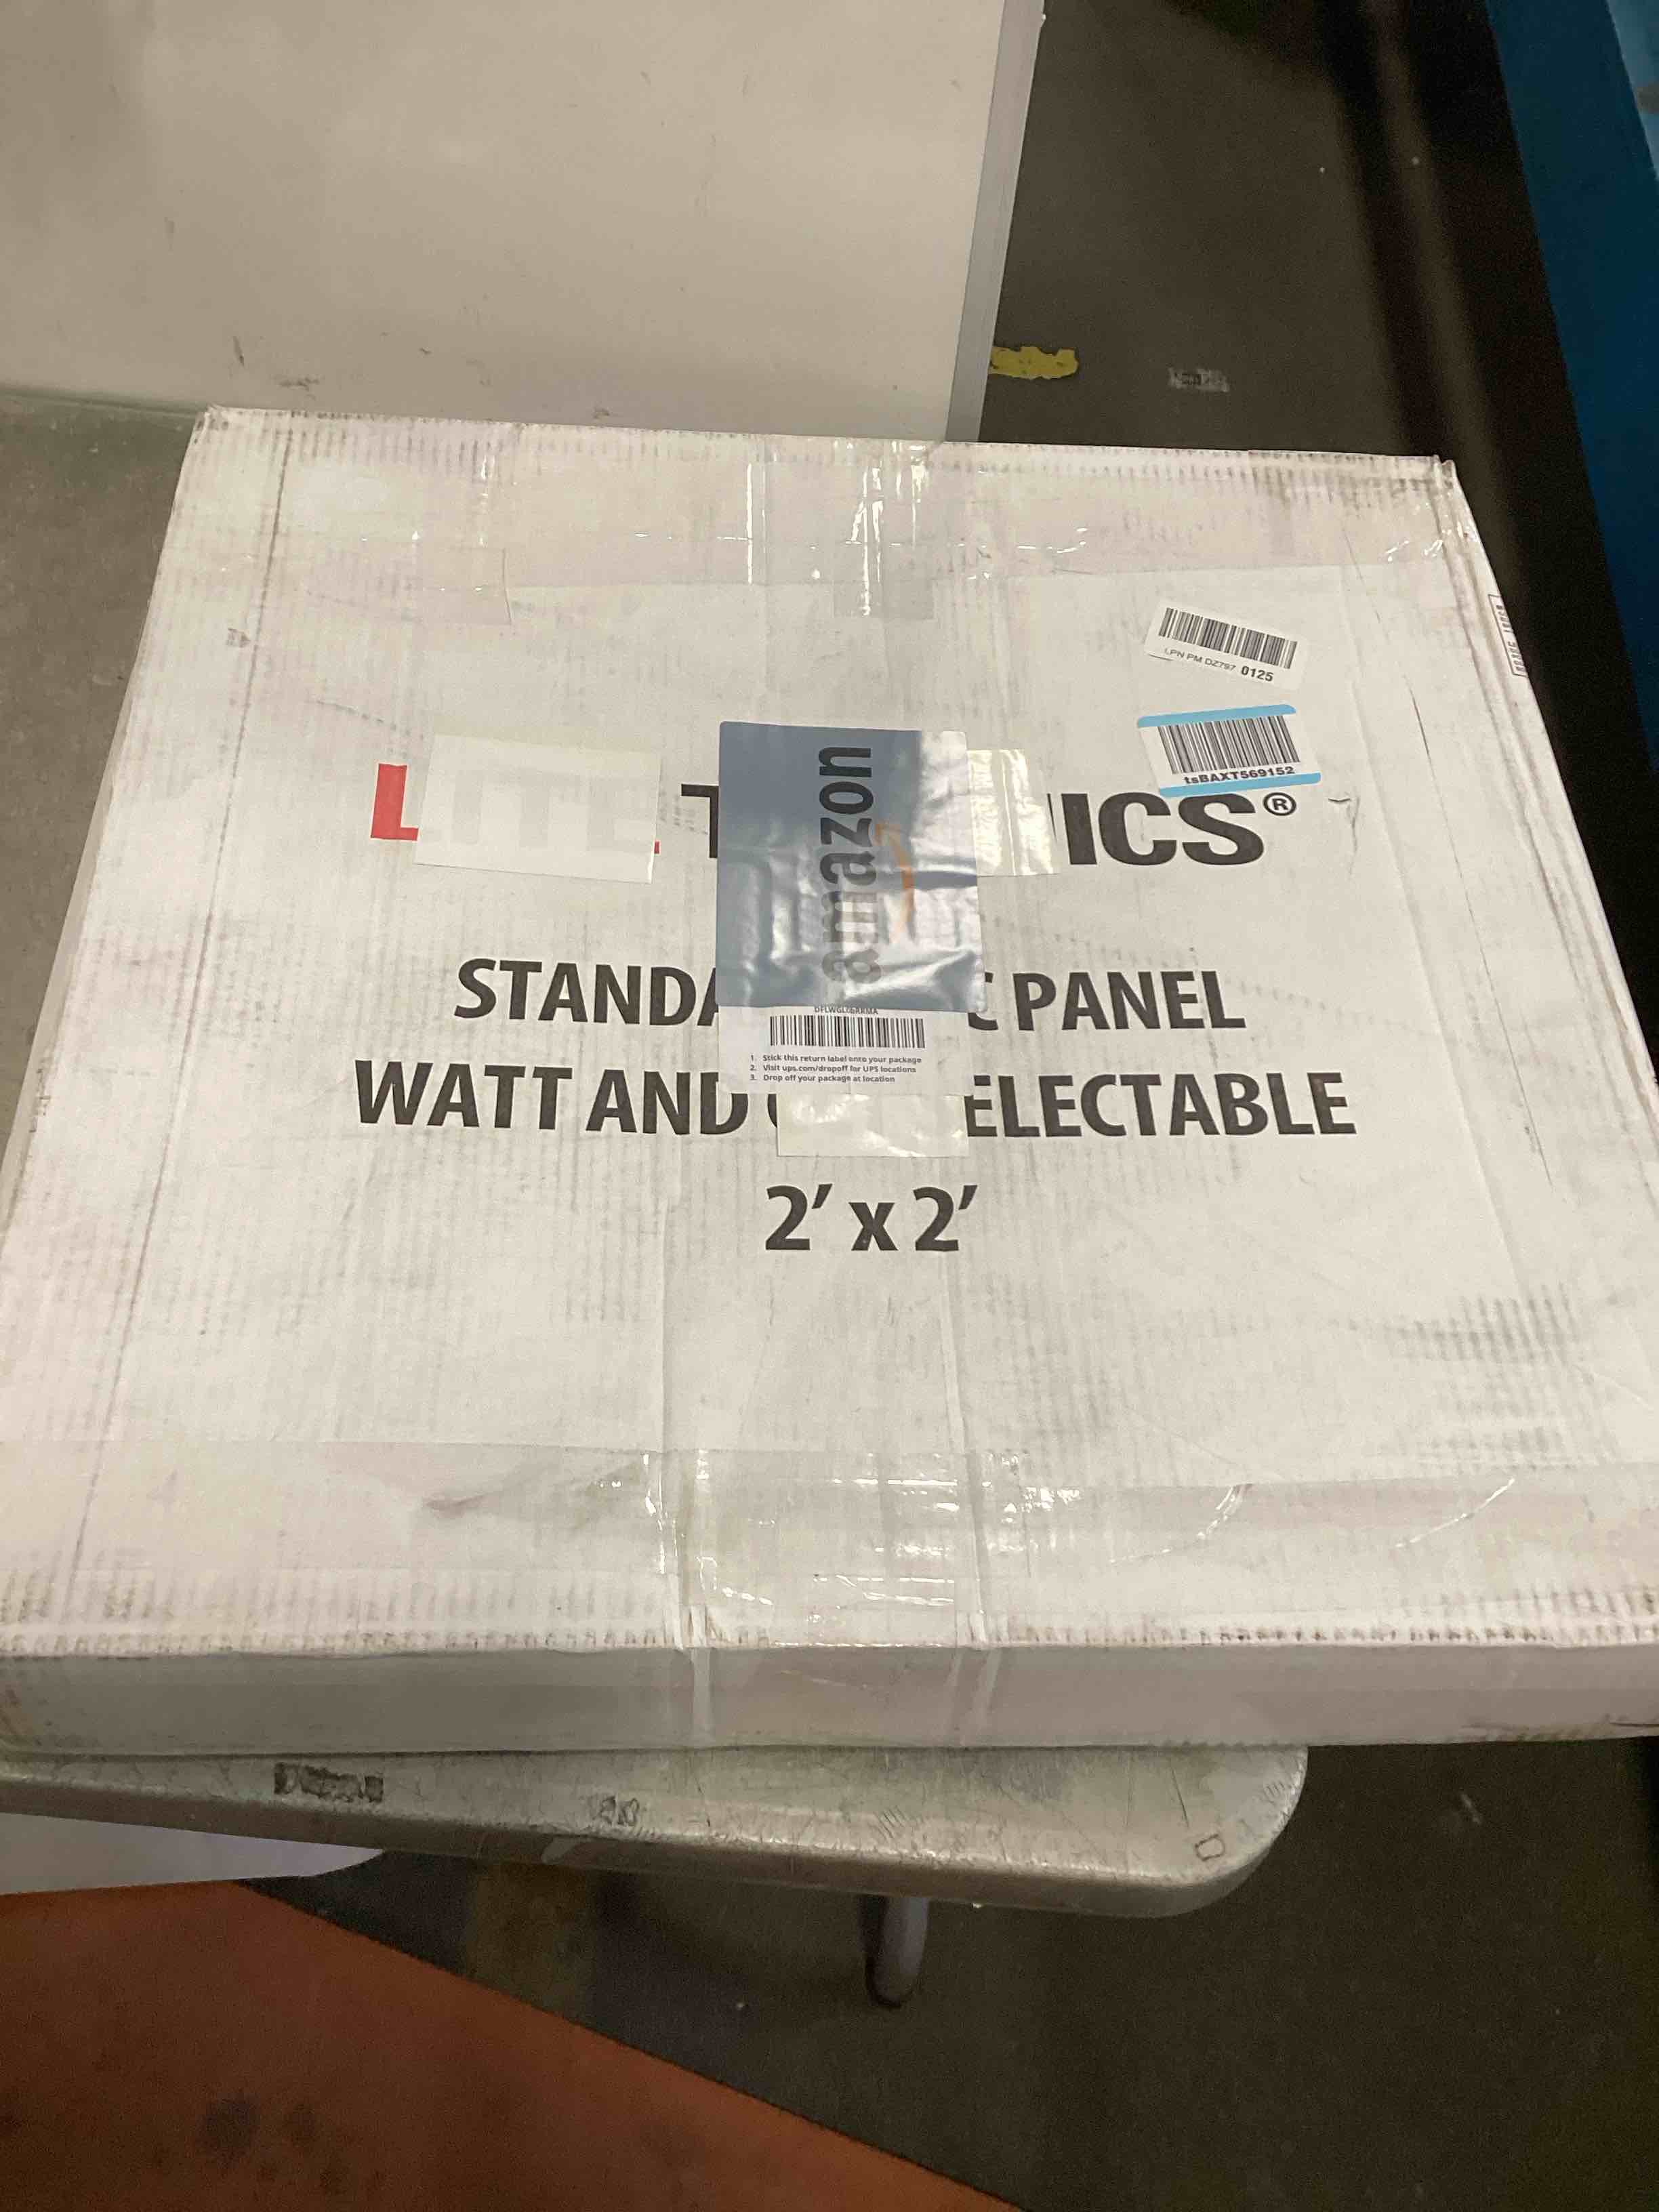 LPN PM DZ797 0125
tsBAXT569152
L T ICS®
amazon
STANDA C PANEL
1. Stick this return label onto your package
2. Visit ups.com/dropoff for UPS locations
3. Drop off your package at location
WATT AND ELECTABLE
2' x 2'